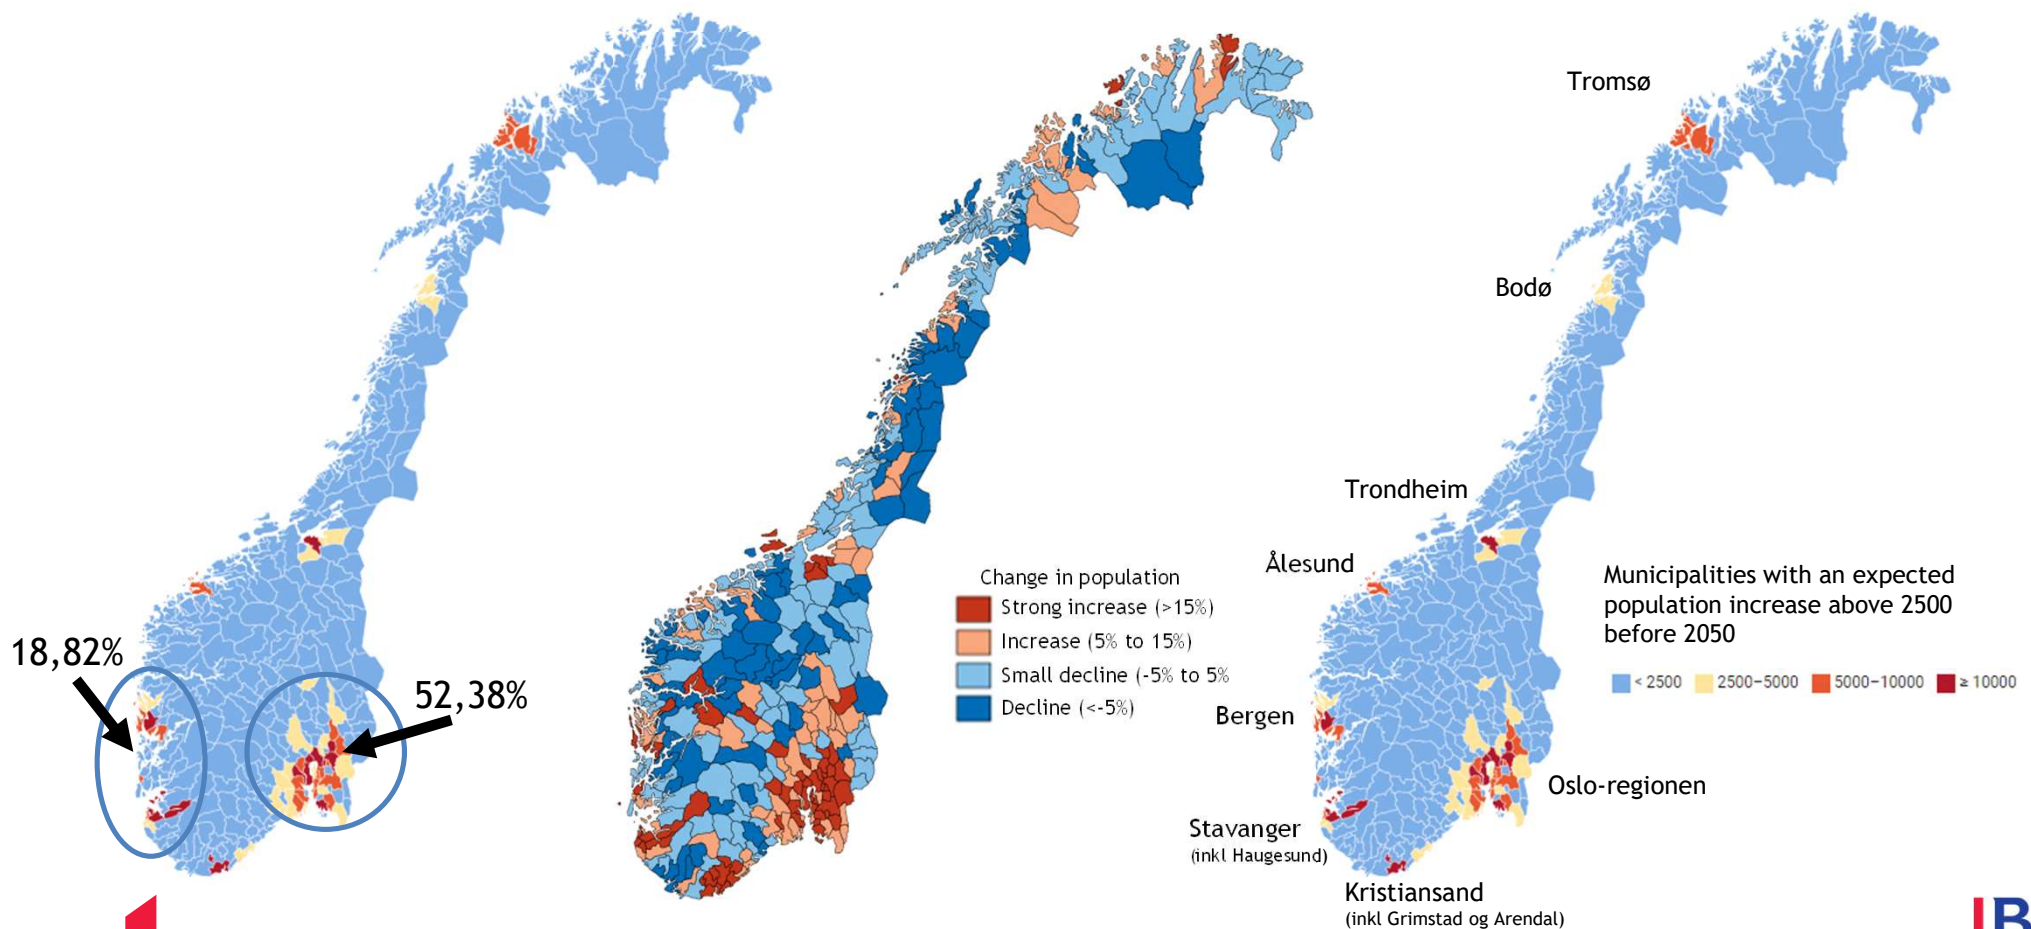 18,82%
52,38%
Change in population
Strong increase (>15%)
Increase (5% to 15%)
Small decline (-5% to 5%
Decline (<-5%)
Tromsø
Bodø
Trondheim
Ålesund
Bergen
Stavanger
(inkl Haugesund)
Kristiansand
(inkl Grimstad og Arendal)
Oslo-regionen
Municipalities with an expected
population increase above 2500
before 2050
< 2500 2500–5000 5000–10000 ≥ 10000